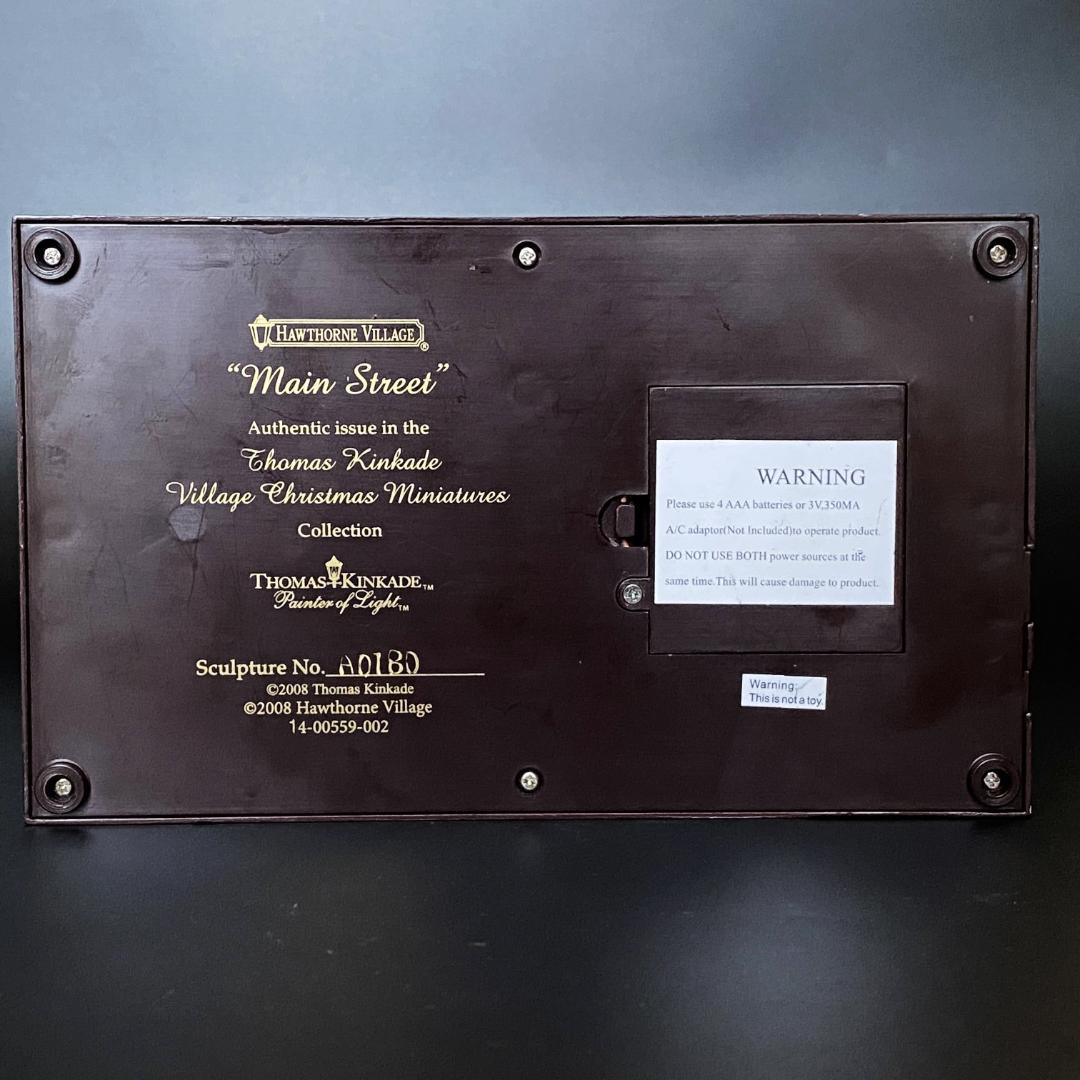 HAWTHORNE VILLAGE®
“Main Street”
Authentic issue in the
Thomas Kinkade
Village Christmas Miniatures
Collection
THOMAS KINKADE™
Painter of Light™
Sculpture No. A01B0
©2008 Thomas Kinkade
©2008 Hawthorne Village
14-00559-002
WARNING
Please use 4 AAA batteries or 3V,350MA
A/C adaptor(Not Included)to operate product.
DO NOT USE BOTH power sources at the
same time.This will cause damage to product.
Warning:
This is not a toy.